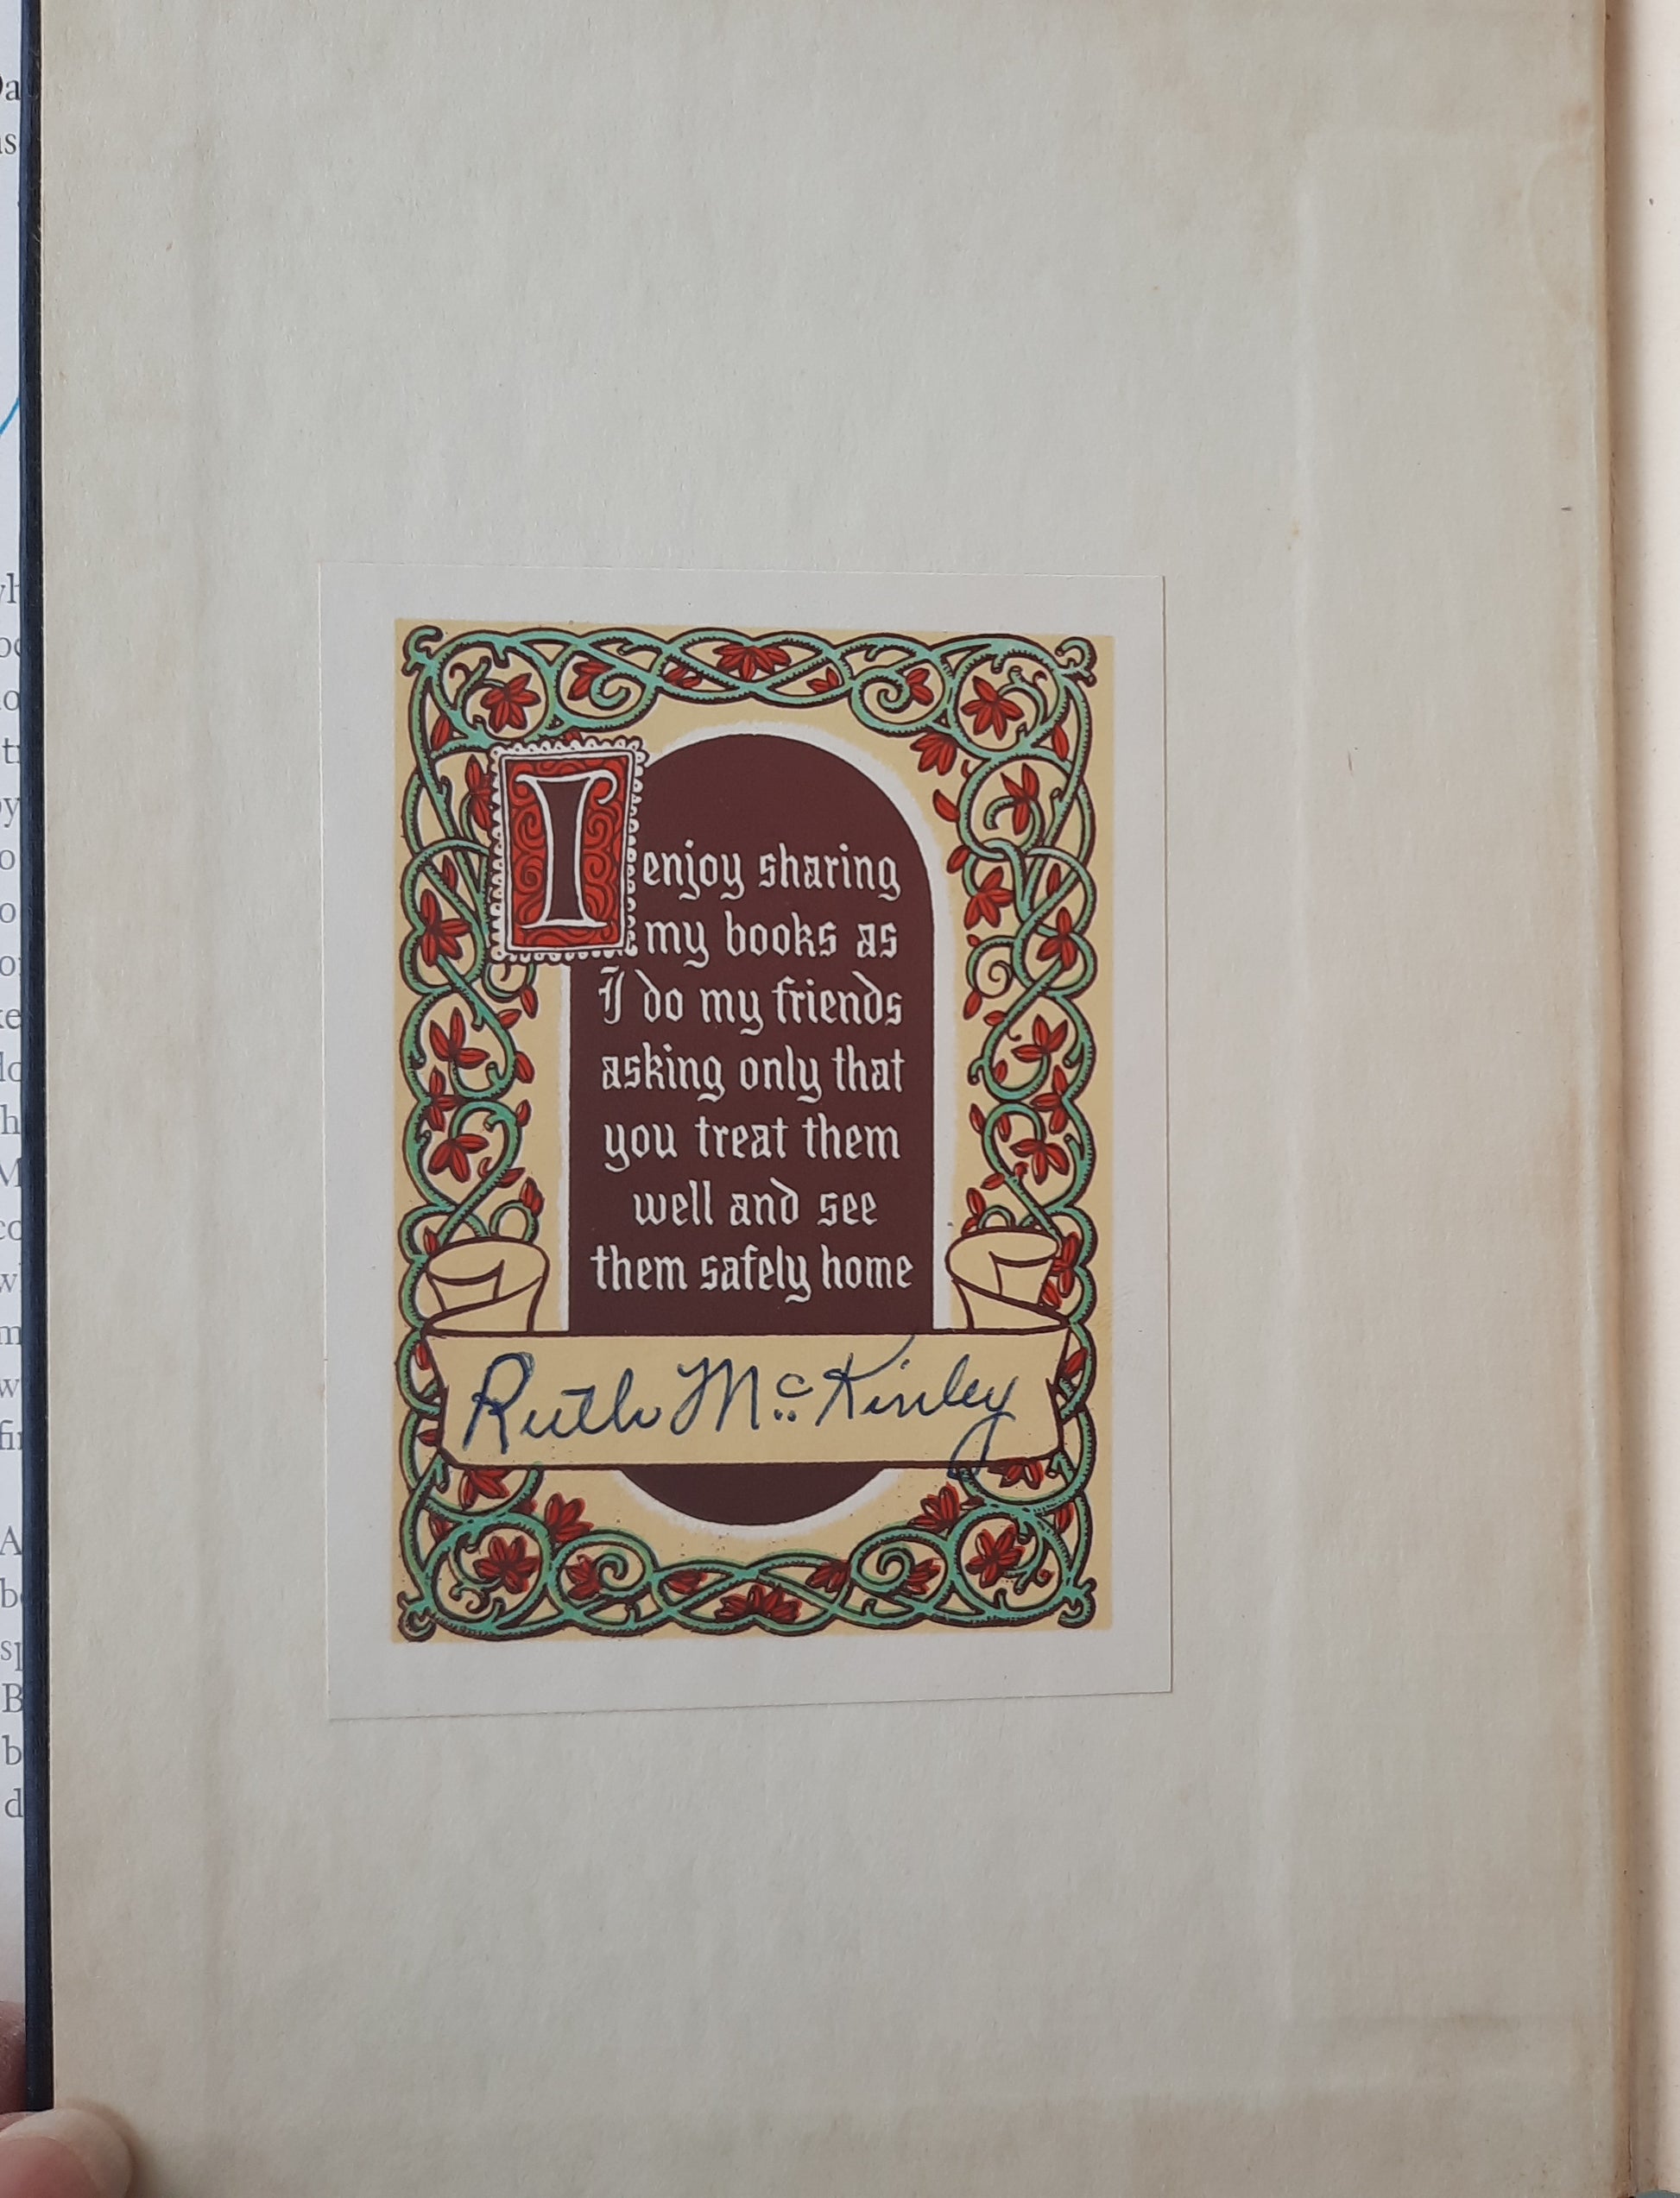 I enjoy sharing
my books as
I do my friends
asking only that
you treat them
well and see
them safely home
Ruth McKinley